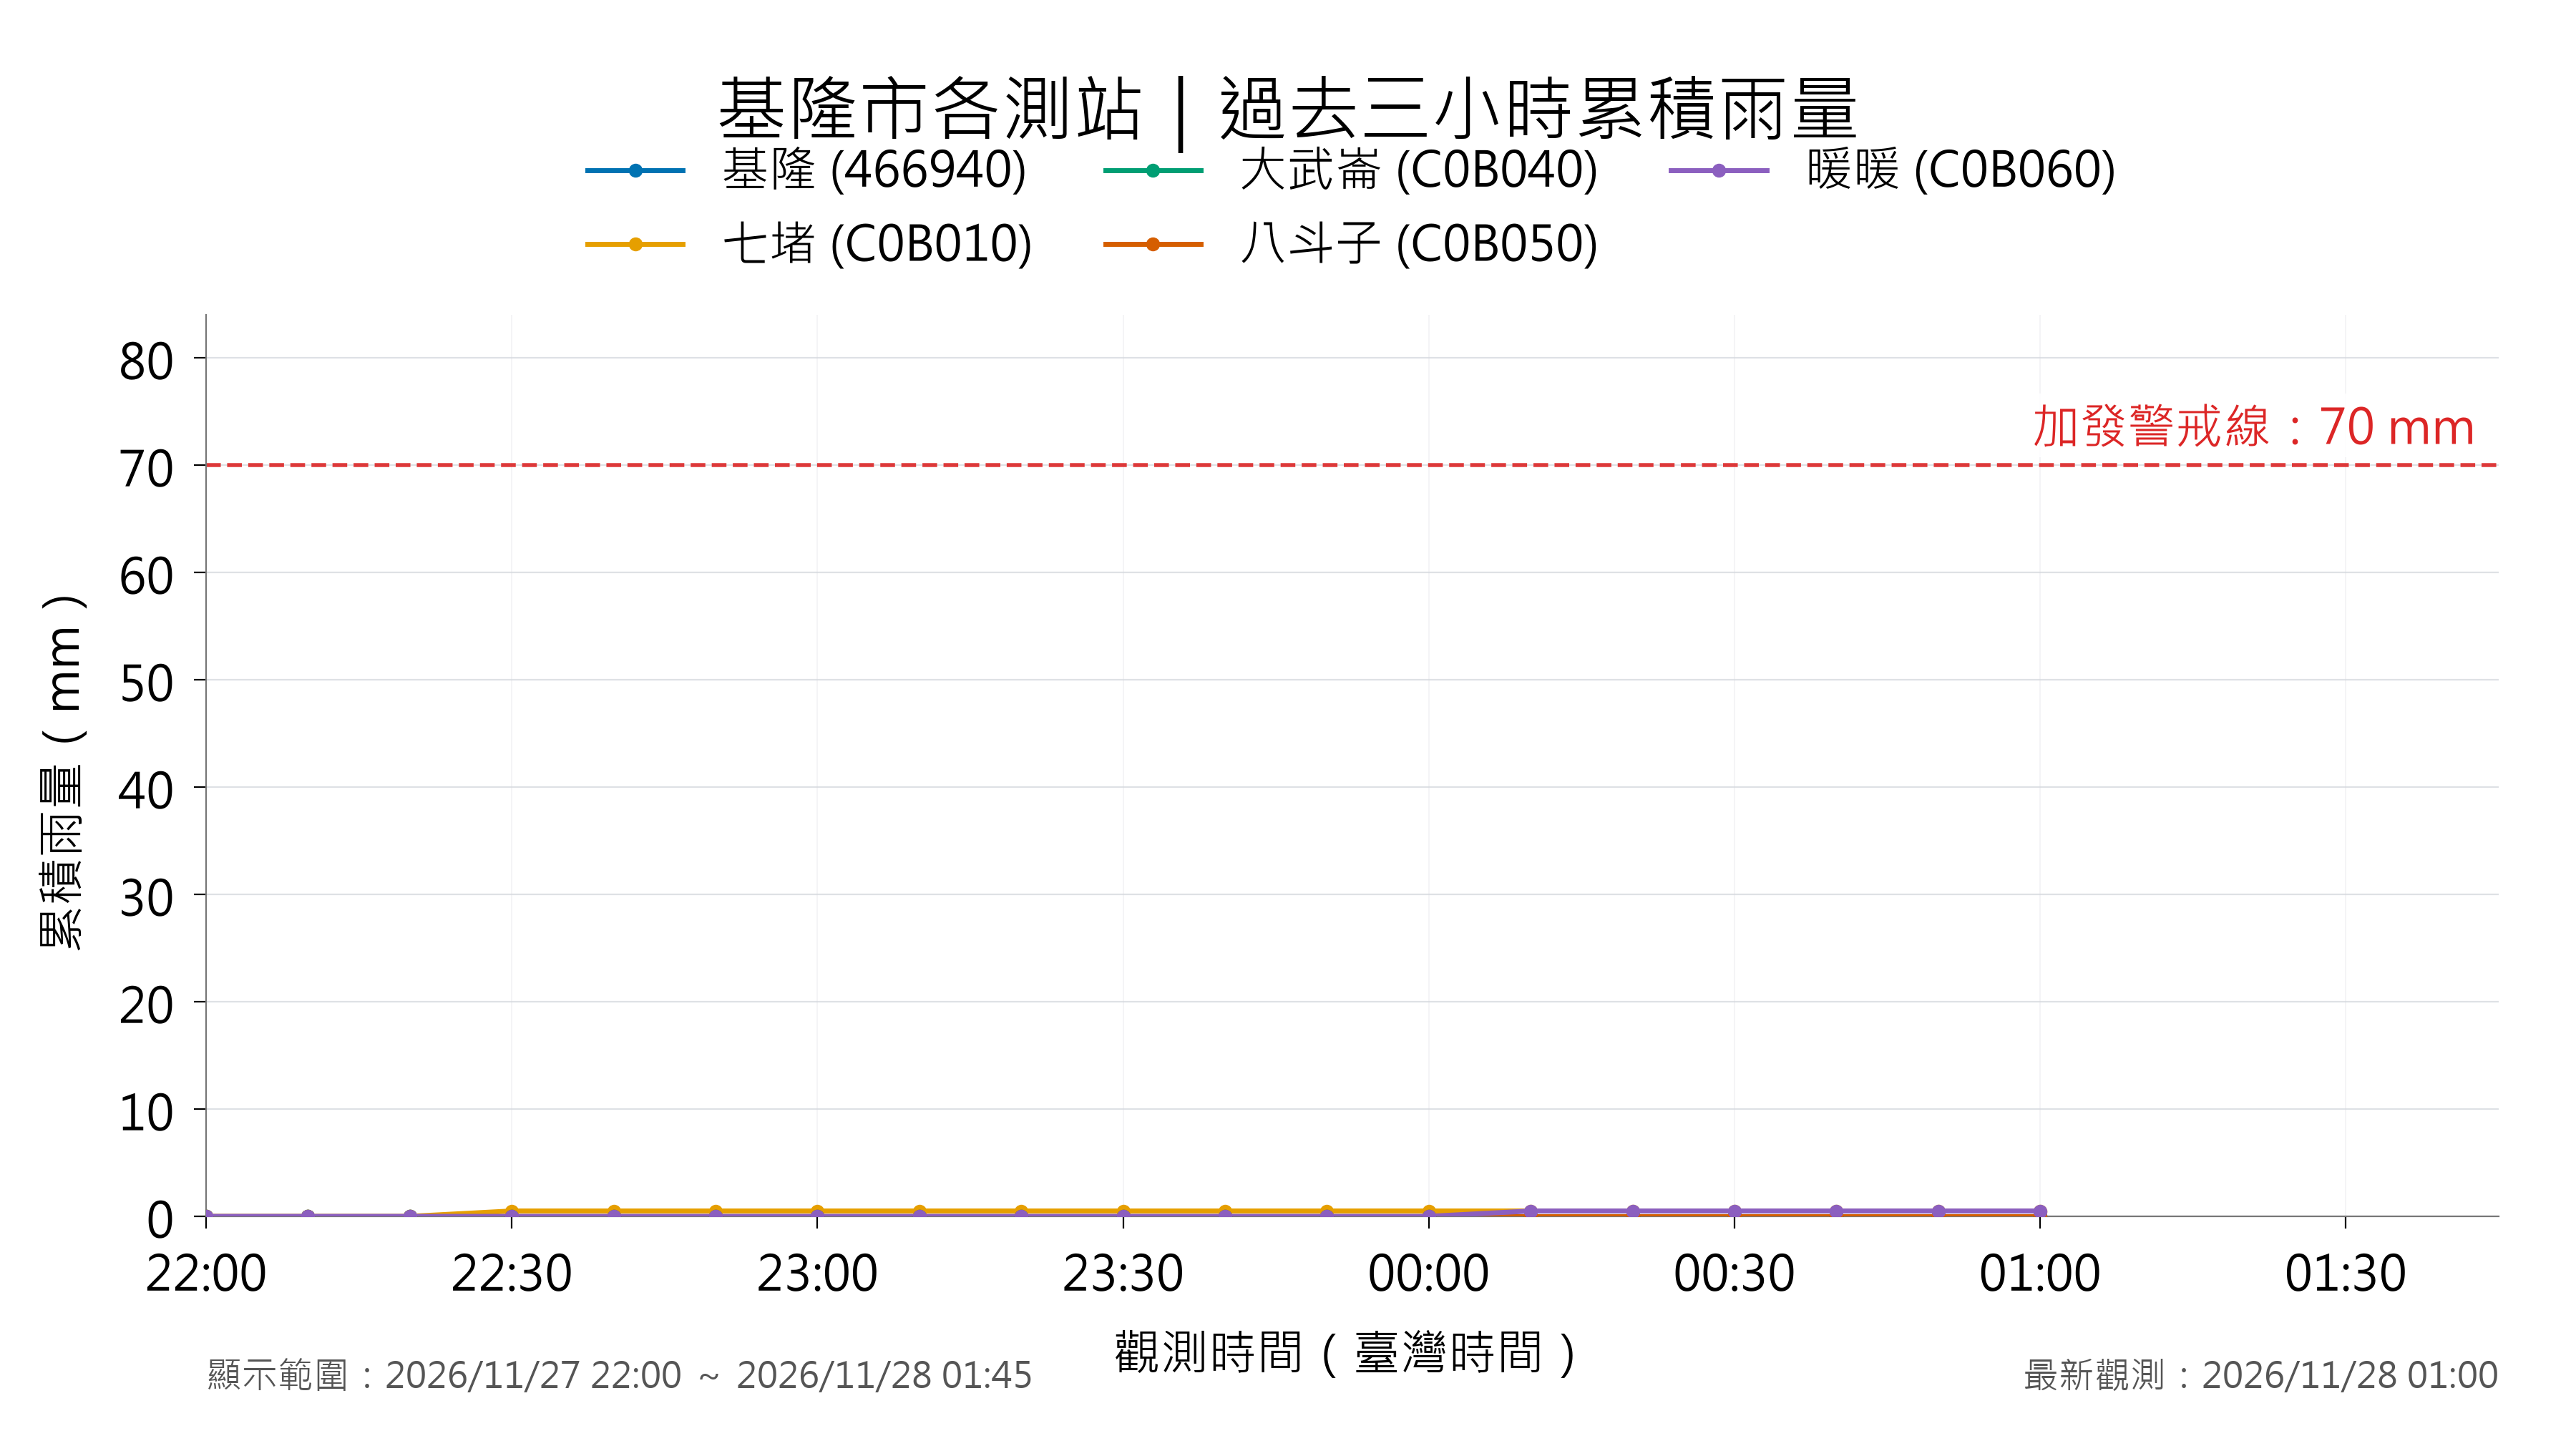 基隆市各測站｜過去三小時累積雨量
基隆 (466940)
大武崙 (C0B040)
暖暖 (C0B060)
七堵 (C0B010)
八斗子 (C0B050)
加發警戒線：70 mm
累積雨量（mm）
80
70
60
50
40
30
20
10
0
22:00
22:30
23:00
23:30
00:00
00:30
01:00
01:30
觀測時間（臺灣時間）
顯示範圍：2026/11/27 22:00 ~ 2026/11/28 01:45
最新觀測：2026/11/28 01:00